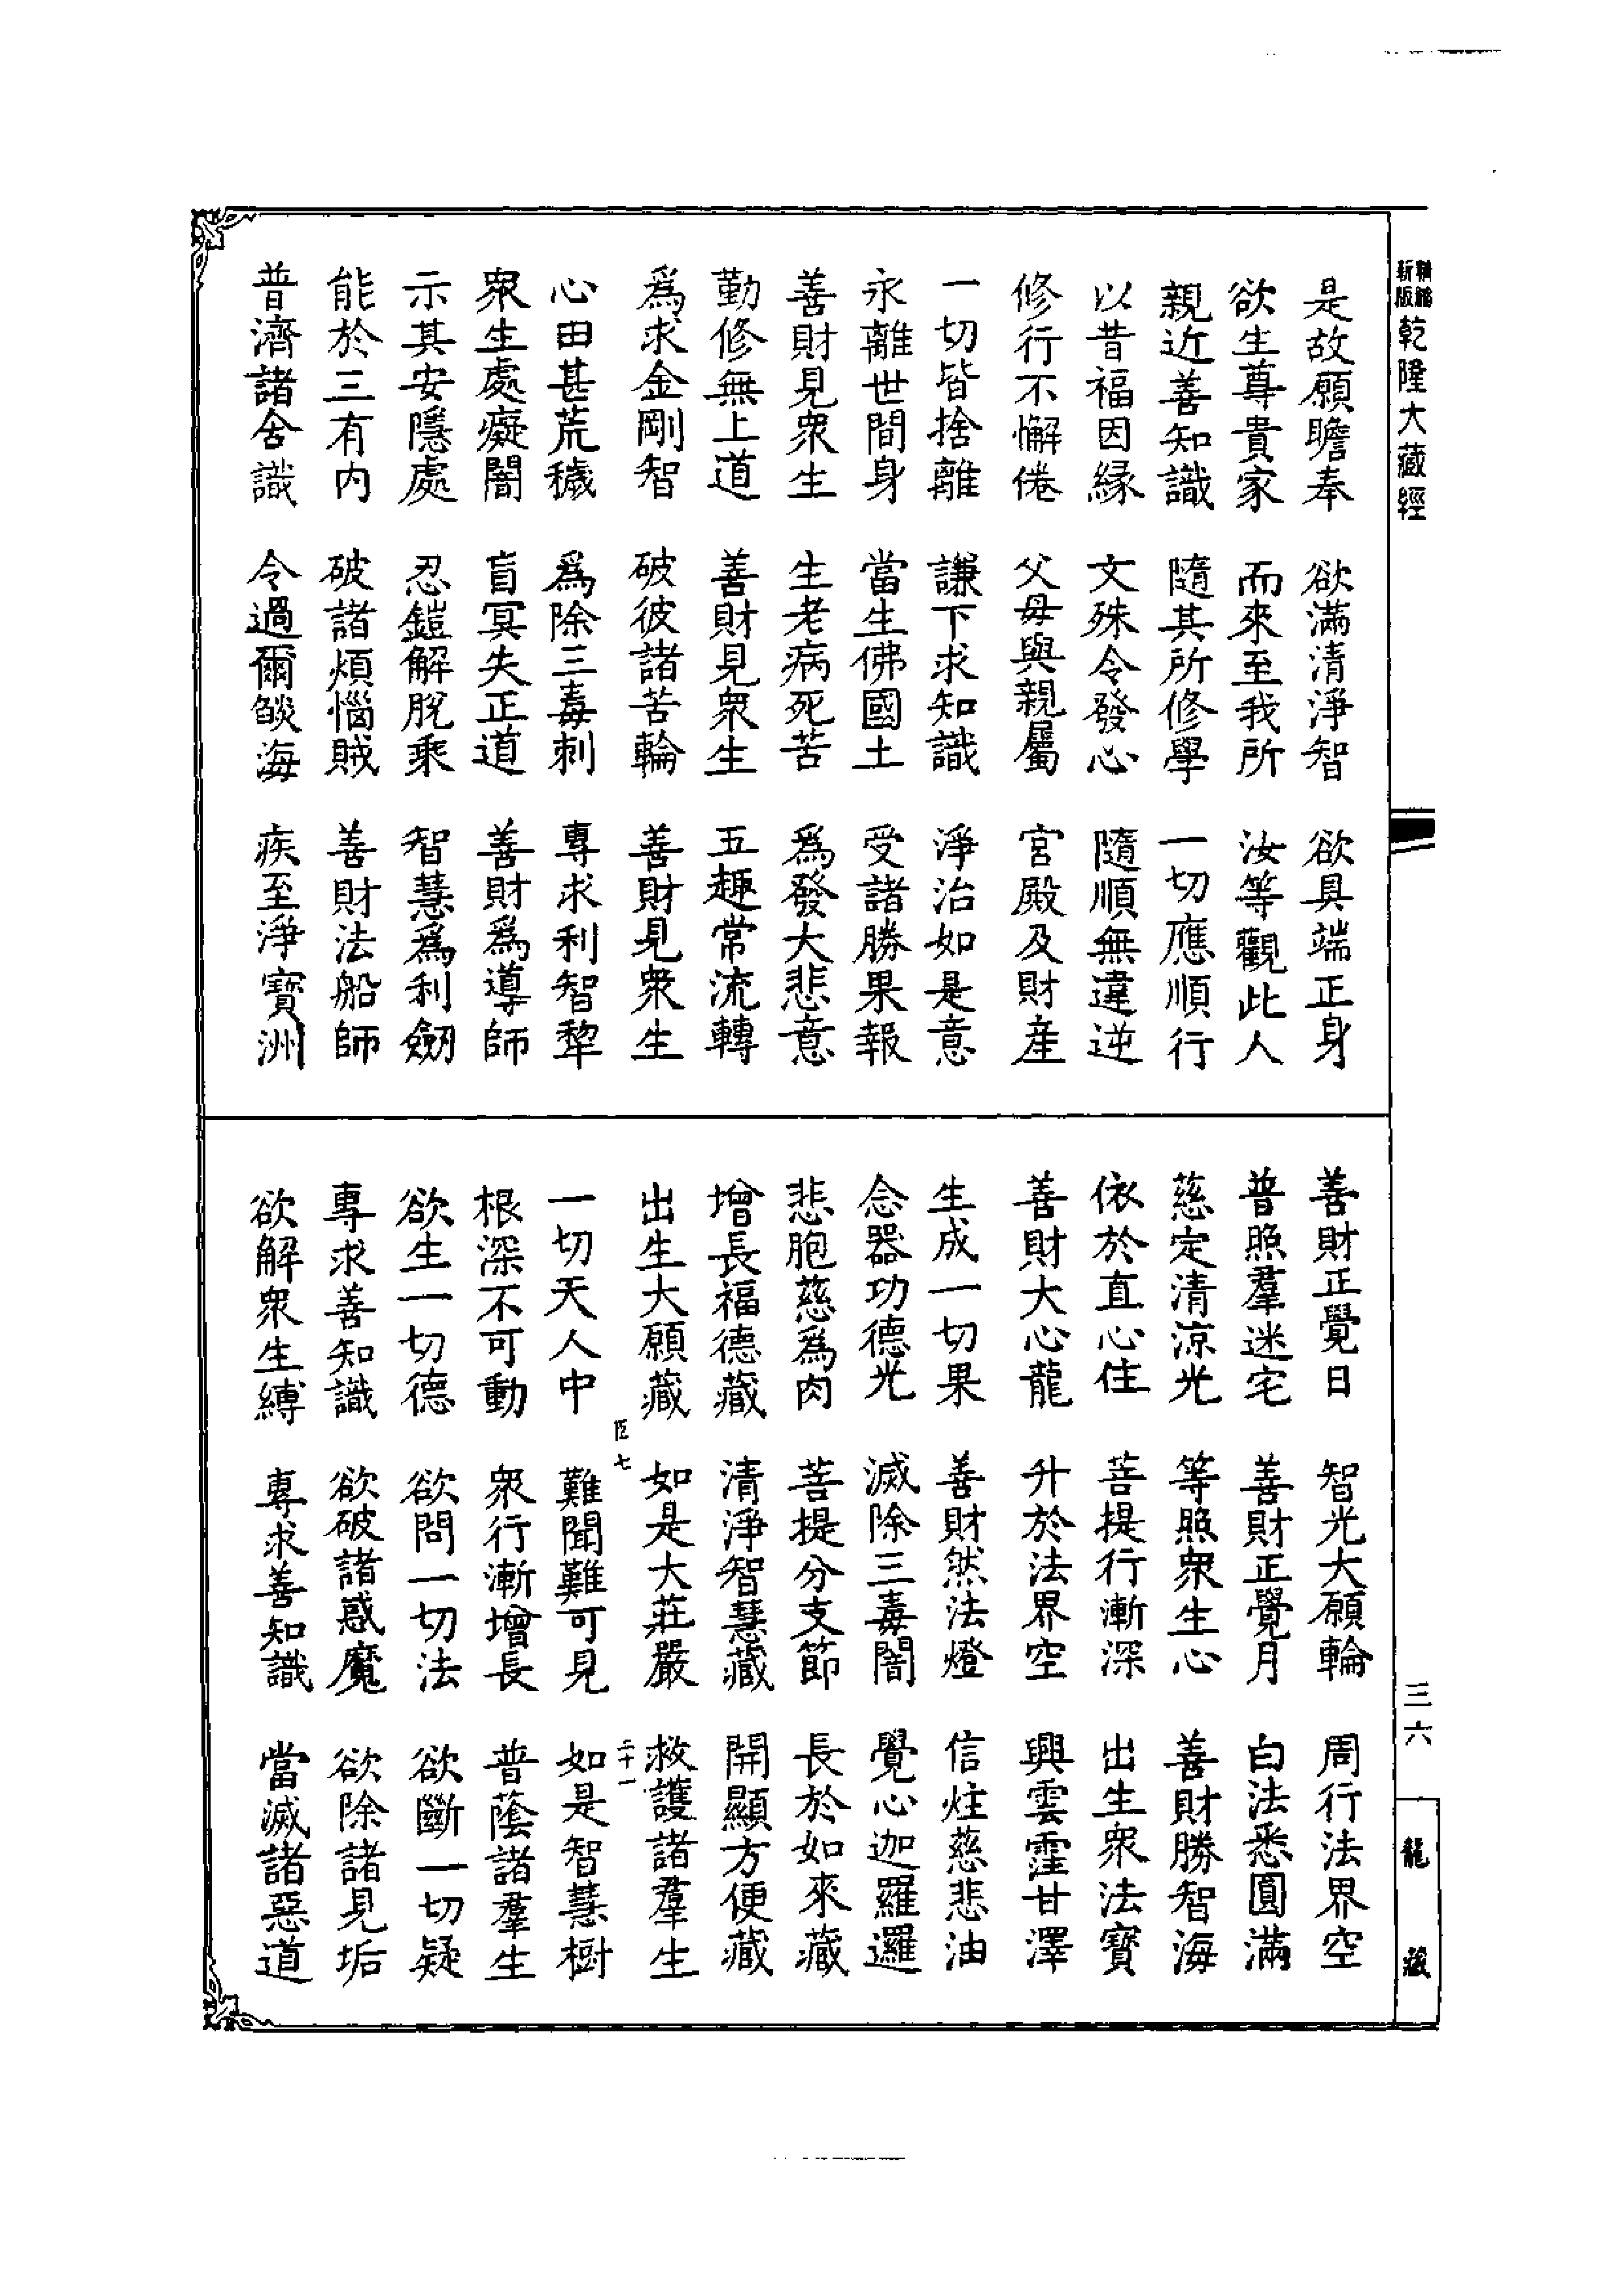 精縮新版乾隆大藏經
是故願瞻奉　欲滿清淨智　欲具端正身
欲生尊貴家　而來至我所　汝等觀此人
親近善知識　隨其所修學　一切應順行
以昔福因緣　文殊令發心　隨順無違逆
修行不懈倦　父母與親屬　宮殿及財產
一切皆捨離　謙下求知識　淨治如是意
永離世間身　當生佛國土　受諸勝果報
善財見衆生　生老病死苦　爲發大悲意
勤修無上道　善財見衆生　五趣常流轉
爲求金剛智　破彼諸苦輪　善財見衆生
心田甚荒穢　爲除三毒刺　專求利智犂
衆生處癡闇　盲冥失正道　善財爲導師
示其安隱處　忍鎧解脫乘　智慧爲利劒
能於三有內　破諸煩惱賊　善財法船師
普濟諸含識　令過爾燄海　疾至淨寶洲
善財正覺日　智光大願輪　周行法界空
普照羣迷宅　善財正覺月　白法悉圓滿
慈定清涼光　等照衆生心　善財勝智海
依於直心住　菩提行漸深　出生衆法寶
善財大心龍　升於法界空　興雲霔甘澤
生成一切果　善財然法燈　信炷慈悲油
念器功德光　滅除三毒闇　覺心迦羅邏
悲胞慈爲肉　菩提分支節　長於如來藏
增長福德藏　清淨智慧藏　開顯方便藏
出生大願藏　如是大莊嚴　救護諸羣生
臣七　二十一
一切天人中　難聞難可見　如是智慧樹
根深不可動　衆行漸增長　普蔭諸羣生
欲生一切德　欲問一切法　欲斷一切疑
專求善知識　欲破諸惑魔　欲除諸見垢
欲解衆生縛　專求善知識　當滅諸惡道
三六
龍藏